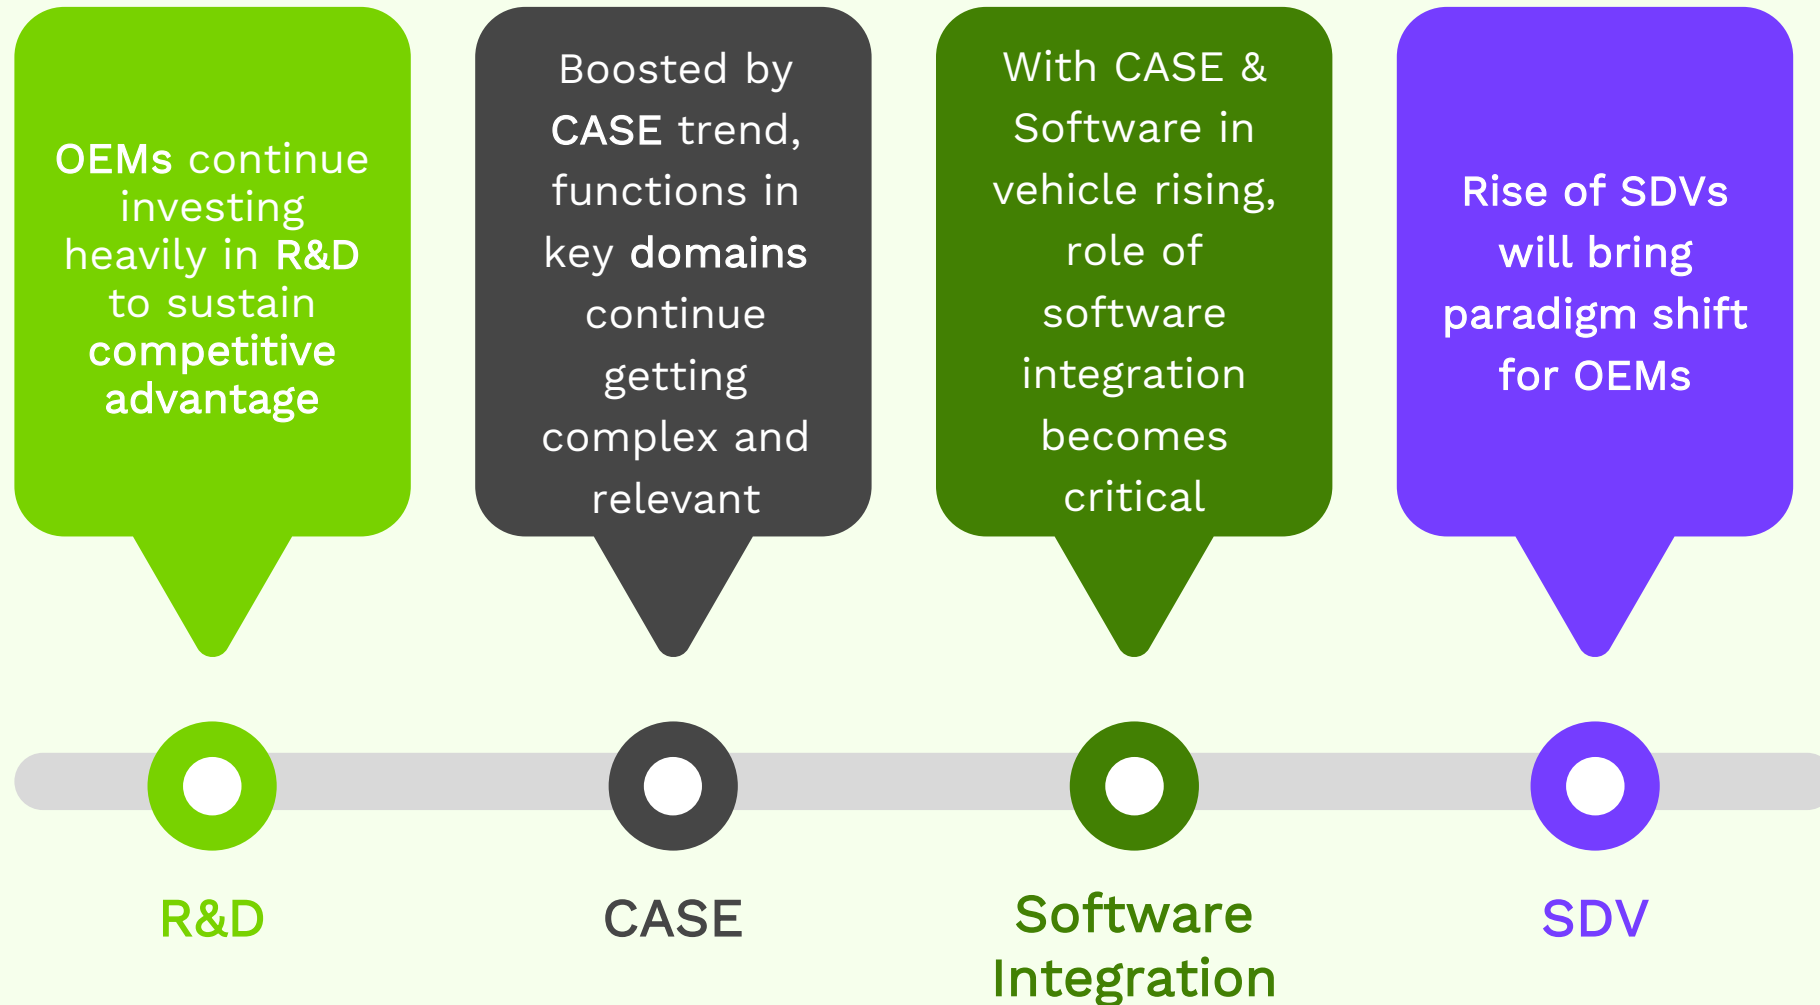 OEMs continue
investing
heavily in R&D
to sustain
competitive
advantage
Boosted by
CASE trend,
functions in
key domains
continue
getting
complex and
relevant
With CASE &
Software in
vehicle rising,
role of
software
integration
becomes
critical
Rise of SDVs
will bring
paradigm shift
for OEMs
R&D
CASE
Software
Integration
SDV